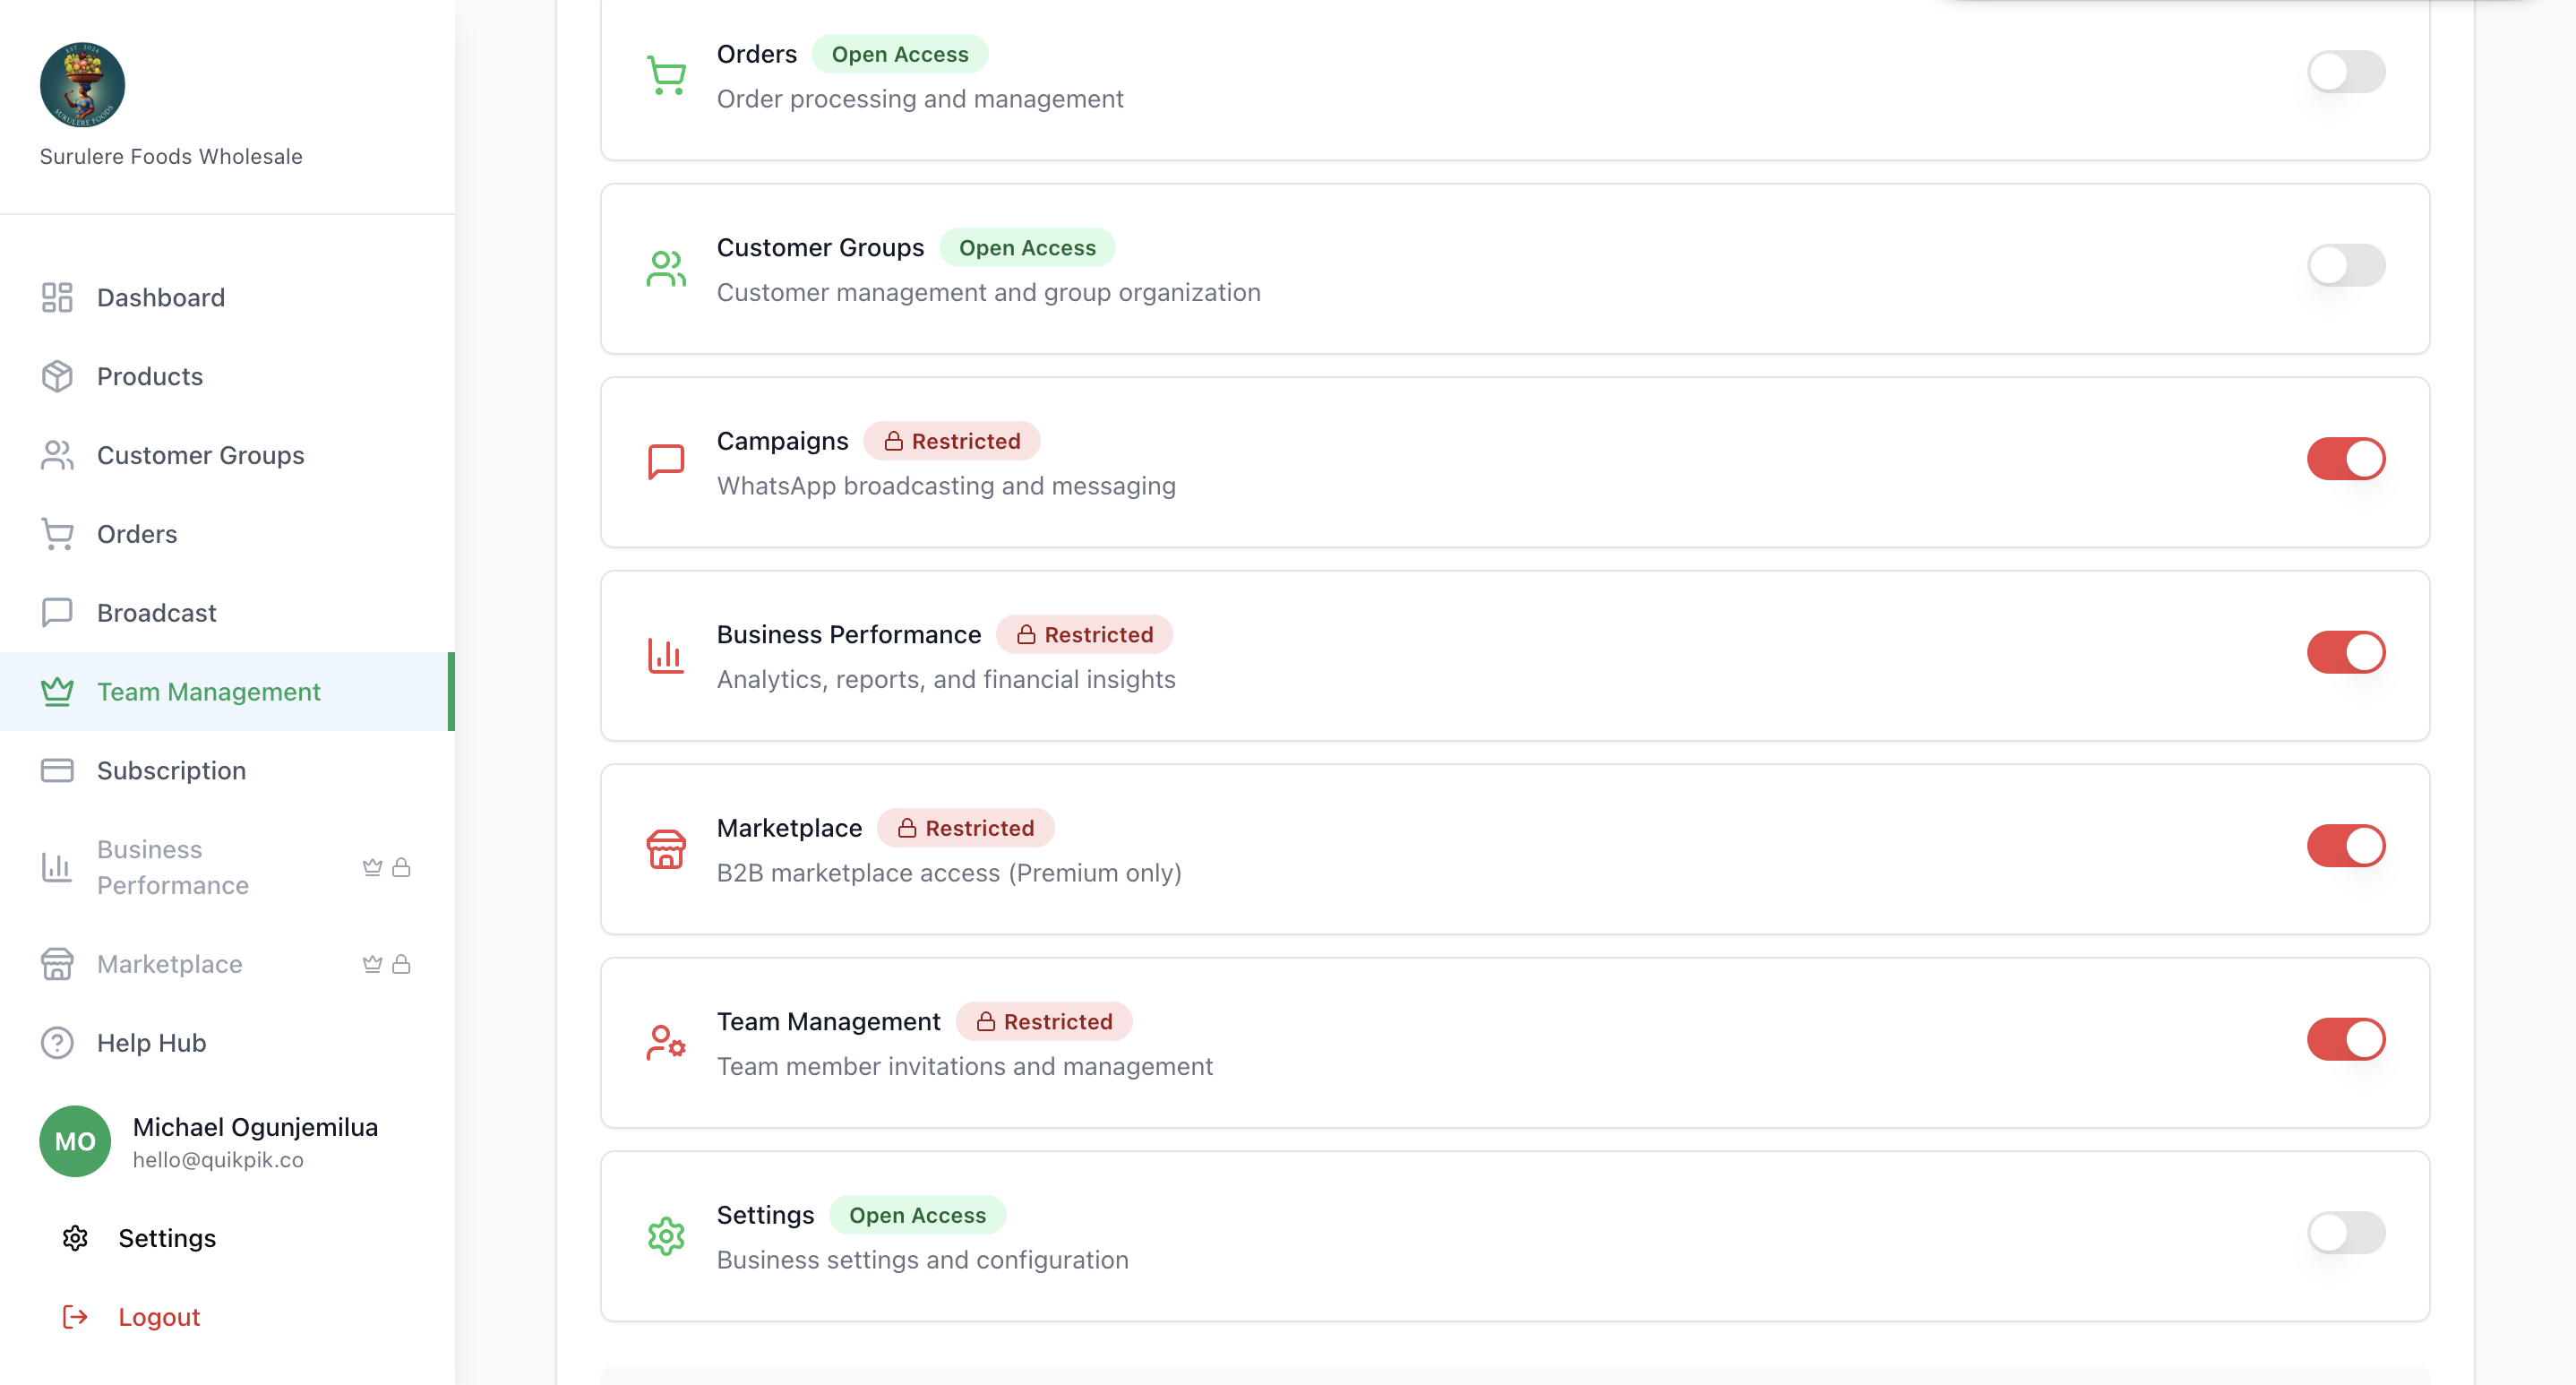 EST. 2024
SURULERE FOODS
Surulere Foods Wholesale
Dashboard
Products
Customer Groups
Orders
Broadcast
Team Management
Subscription
Business
Performance
Marketplace
Help Hub
MO
Michael Ogunjemilua
hello@quikpik.co
Settings
Logout
Orders Open Access
Order processing and management
Customer Groups Open Access
Customer management and group organization
Campaigns Restricted
WhatsApp broadcasting and messaging
Business Performance Restricted
Analytics, reports, and financial insights
Marketplace Restricted
B2B marketplace access (Premium only)
Team Management Restricted
Team member invitations and management
Settings Open Access
Business settings and configuration